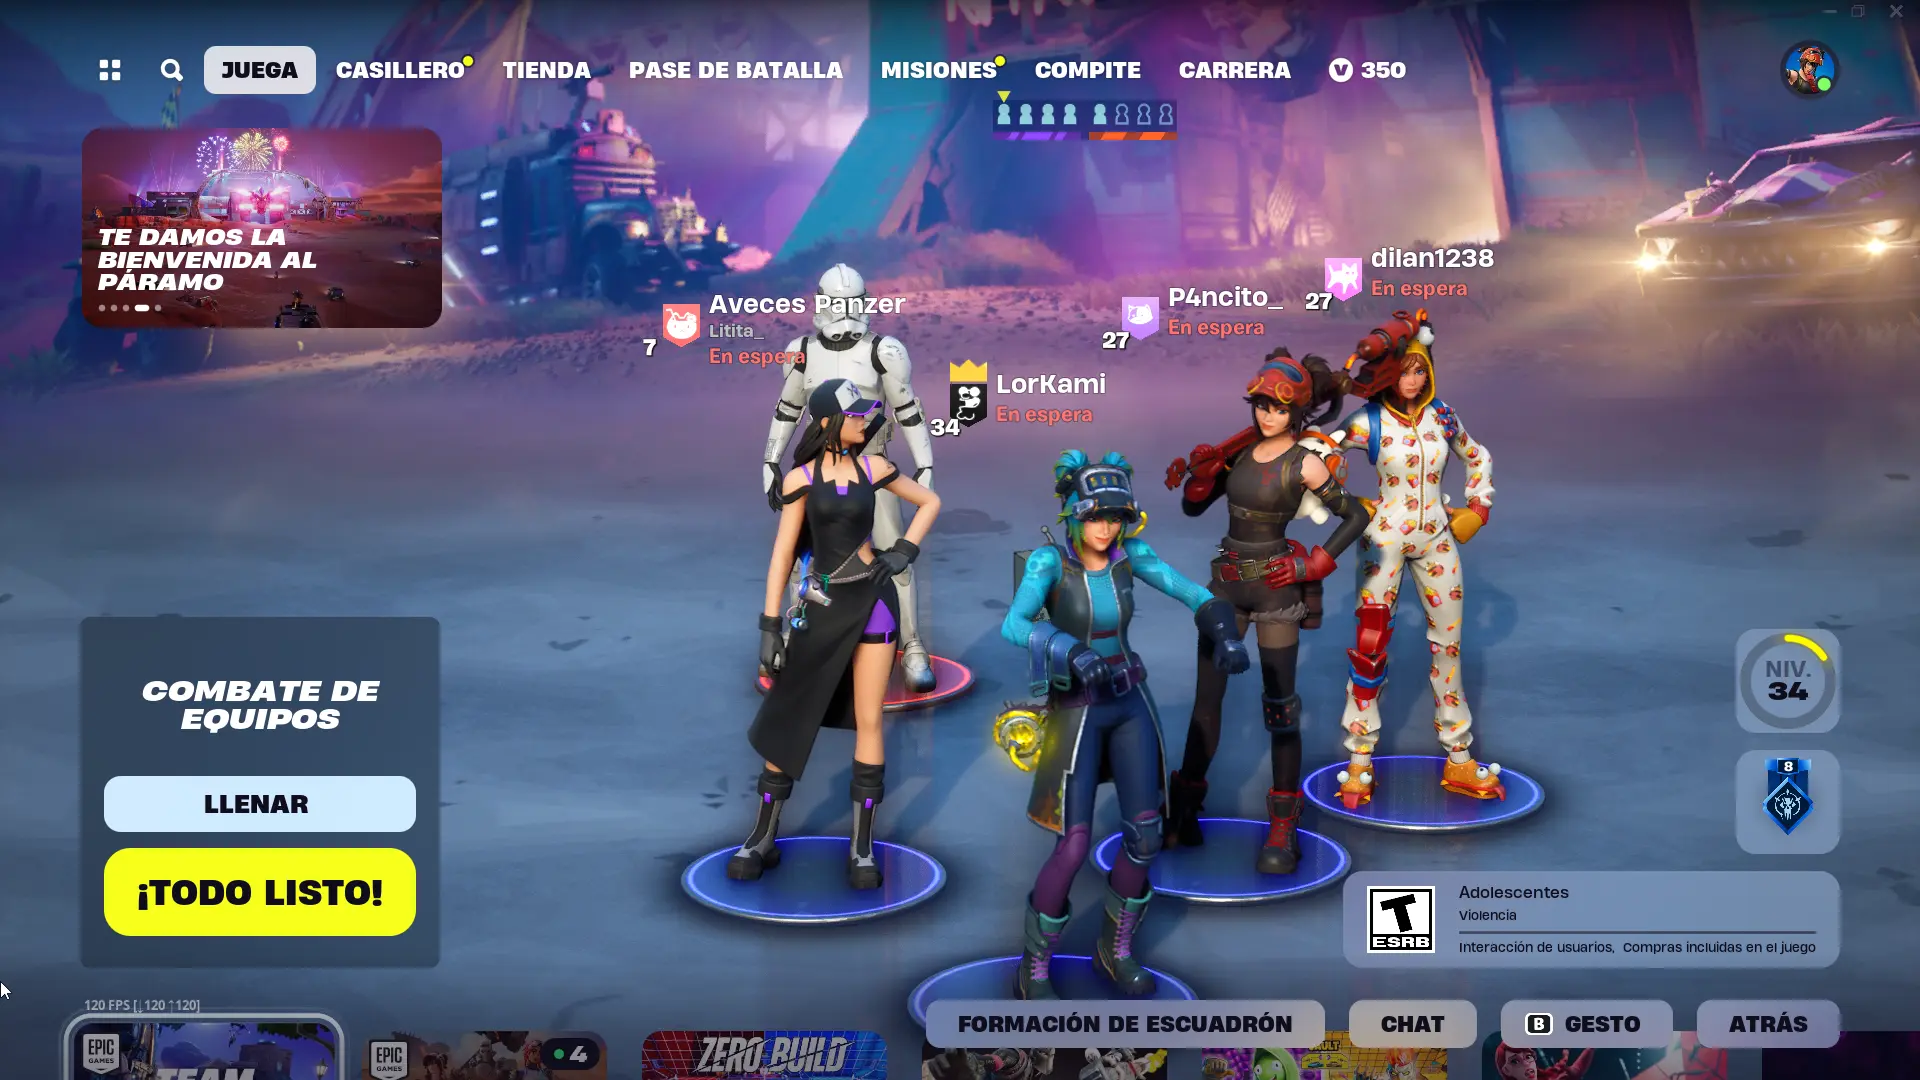 JUEGA
CASILLERO
TIENDA
PASE DE BATALLA
MISIONES
COMPITE
CARRERA
V 350
TE DAMOS LA
BIENVENIDA AL
PÁRAMO
dilan1238
27 En espera
P4ncito_
27 En espera
Aveces Panzer
Litita_
7 En espera
LorKami
34 En espera
COMBATE DE
EQUIPOS
LLENAR
¡TODO LISTO!
NIV.
34
8
T
ESRB
Adolescentes
Violencia
Interacción de usuarios, Compras incluidas en el juego
120 FPS [↓120 ↑120]
FORMACIÓN DE ESCUADRÓN
CHAT
B GESTO
ATRÁS
EPIC
GAMES
TEAM
EPIC
GAMES
4
ZERO BUILD
VAULT